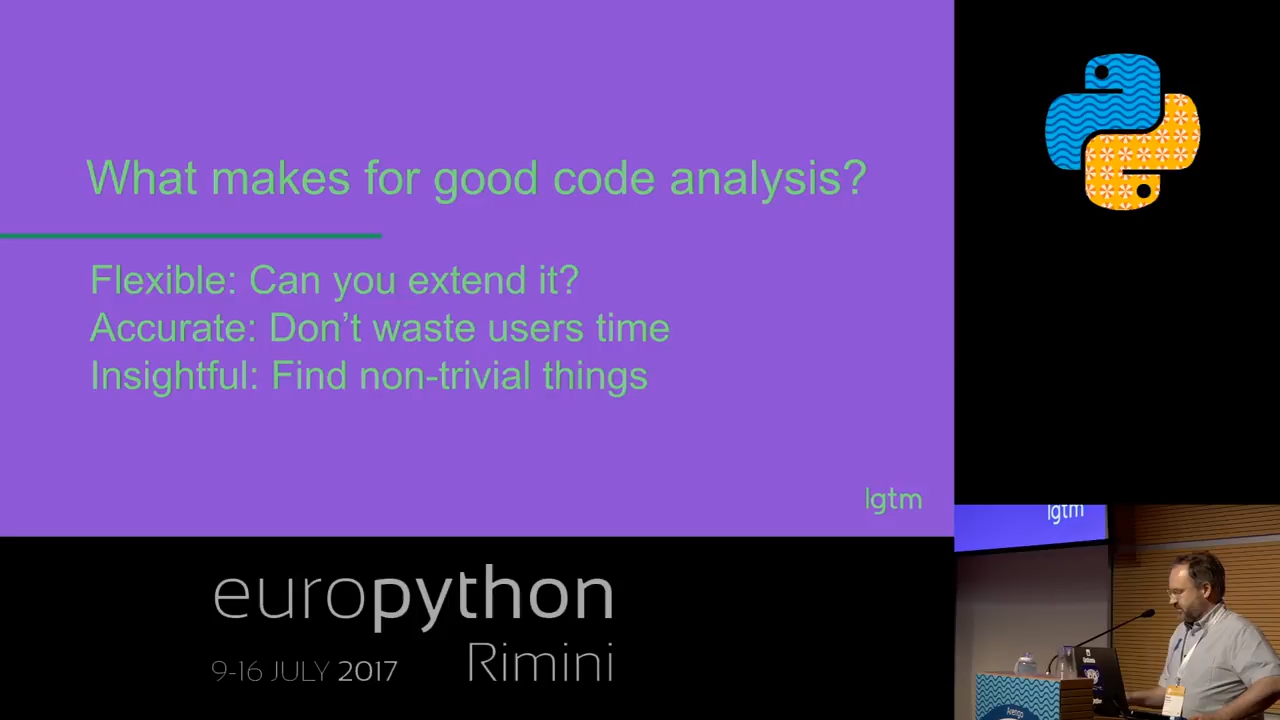 What makes for good code analysis?
Flexible: Can you extend it?
Accurate: Don’t waste users time
Insightful: Find non-trivial things
lgtm
europython
9-16 JULY 2017
Rimini
lgtm